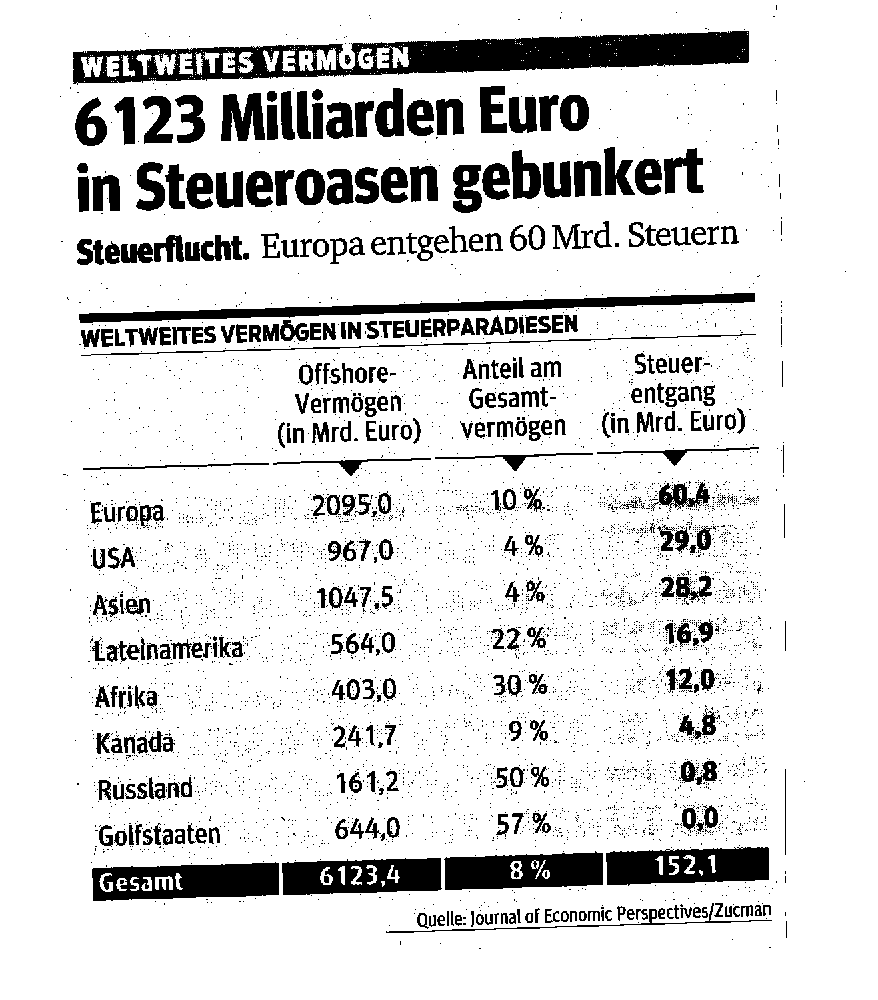 WELTWEITES VERMÖGEN
6123 Milliarden Euro
in Steueroasen gebunkert
Steuerflucht. Europa entgehen 60 Mrd. Steuern
WELTWEITES VERMÖGEN IN STEUERPARADIESEN
Offshore- Anteil am Steuer-
Vermögen Gesamt- entgang
(in Mrd. Euro) vermögen (in Mrd. Euro)
Europa 2095,0 10 % 60,4
USA 967,0 4 % 29,0
Asien 1047,5 4 % 28,2
Lateinamerika 564,0 22 % 16,9
Afrika 403,0 30 % 12,0
Kanada 241,7 9 % 4,8
Russland 161,2 50 % 0,8
Golfstaaten 644,0 57 % 0,0
Gesamt 6123,4 8 % 152,1
Quelle: Journal of Economic Perspectives/Zucman